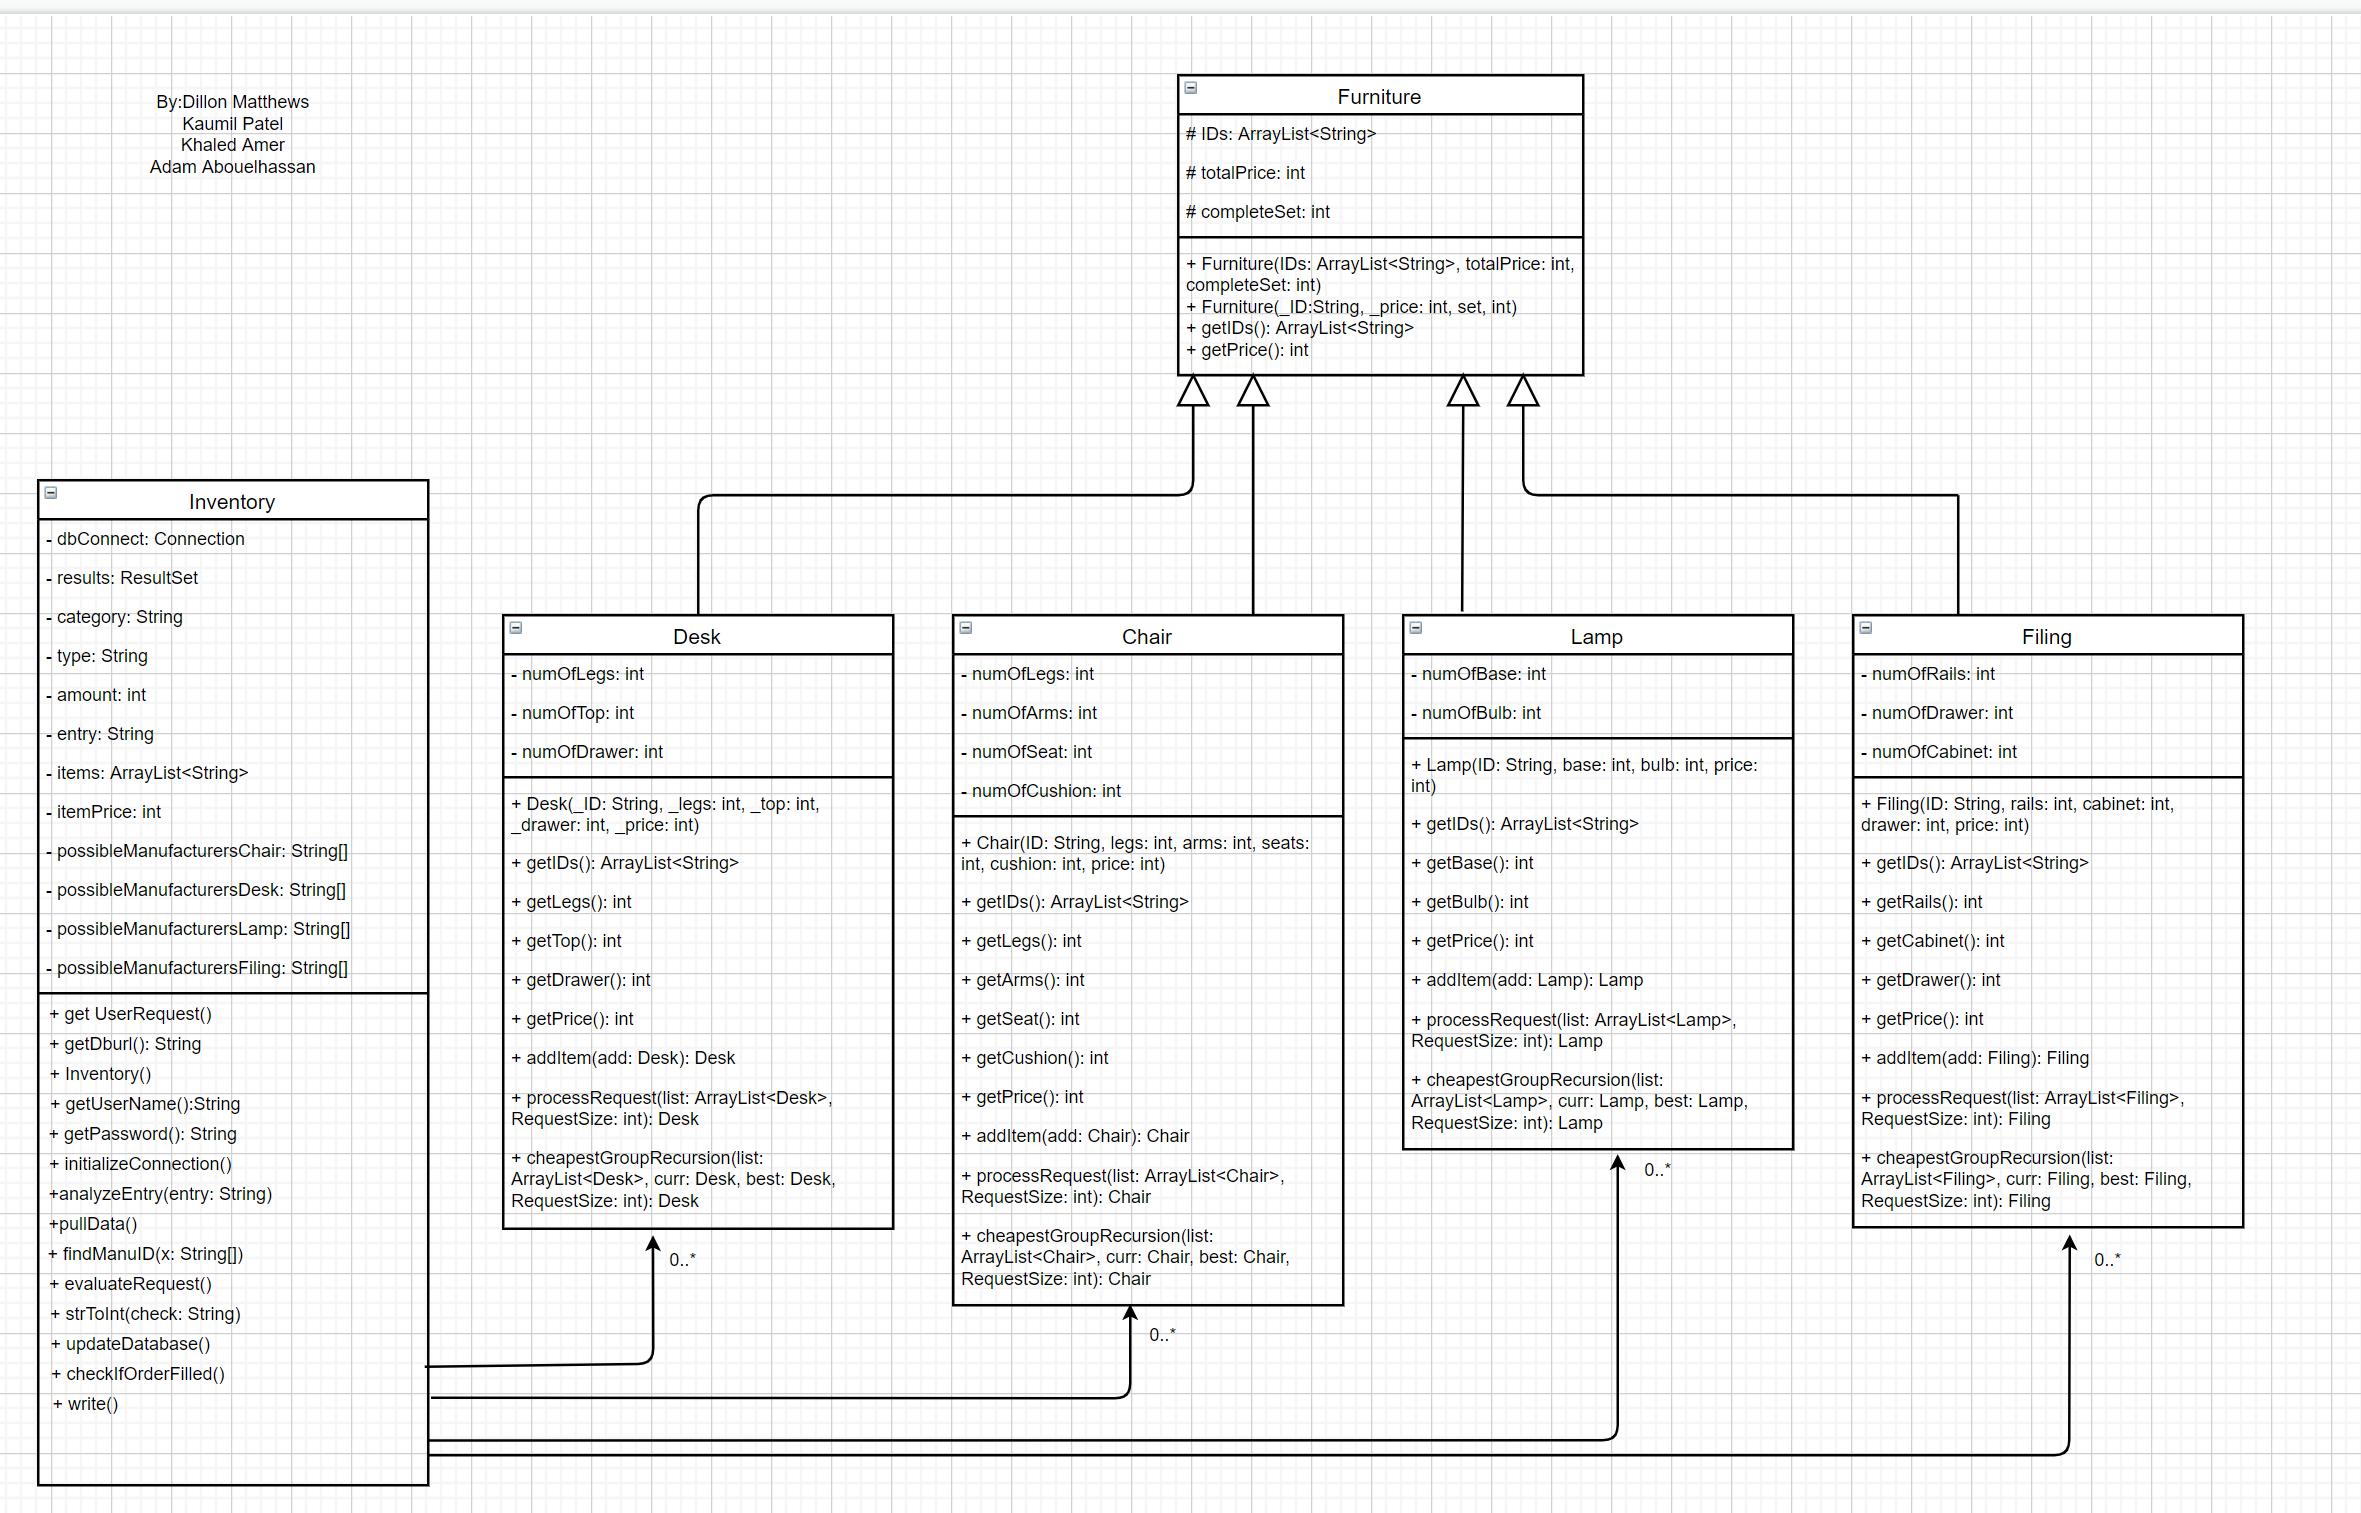 By:Dillon Matthews
Kaumil Patel
Khaled Amer
Adam Abouelhassan
Furniture
# IDs: ArrayList<String>
# totalPrice: int
# completeSet: int
+ Furniture(IDs: ArrayList<String>, totalPrice: int,
completeSet: int)
+ Furniture(_ID:String, _price: int, set, int)
+ getIDs(): ArrayList<String>
+ getPrice(): int
Inventory
- dbConnect: Connection
- results: ResultSet
- category: String
- type: String
- amount: int
- entry: String
- items: ArrayList<String>
- itemPrice: int
- possibleManufacturersChair: String[]
- possibleManufacturersDesk: String[]
- possibleManufacturersLamp: String[]
- possibleManufacturersFiling: String[]
+ get UserRequest()
+ getDburl(): String
+ Inventory()
+ getUserName():String
+ getPassword(): String
+ initializeConnection()
+analyzeEntry(entry: String)
+pullData()
+ findManuID(x: String[])
+ evaluateRequest()
+ strToInt(check: String)
+ updateDatabase()
+ checkIfOrderFilled()
+ write()
Desk
- numOfLegs: int
- numOfTop: int
- numOfDrawer: int
+ Desk(_ID: String, _legs: int, _top: int,
_drawer: int, _price: int)
+ getIDs(): ArrayList<String>
+ getLegs(): int
+ getTop(): int
+ getDrawer(): int
+ getPrice(): int
+ addItem(add: Desk): Desk
+ processRequest(list: ArrayList<Desk>,
RequestSize: int): Desk
+ cheapestGroupRecursion(list:
ArrayList<Desk>, curr: Desk, best: Desk,
RequestSize: int): Desk
0..*
Chair
- numOfLegs: int
- numOfArms: int
- numOfSeat: int
- numOfCushion: int
+ Chair(ID: String, legs: int, arms: int, seats:
int, cushion: int, price: int)
+ getIDs(): ArrayList<String>
+ getLegs(): int
+ getArms(): int
+ getSeat(): int
+ getCushion(): int
+ getPrice(): int
+ addItem(add: Chair): Chair
+ processRequest(list: ArrayList<Chair>,
RequestSize: int): Chair
+ cheapestGroupRecursion(list:
ArrayList<Chair>, curr: Chair, best: Chair,
RequestSize: int): Chair
0..*
Lamp
- numOfBase: int
- numOfBulb: int
+ Lamp(ID: String, base: int, bulb: int, price:
int)
+ getIDs(): ArrayList<String>
+ getBase(): int
+ getBulb(): int
+ getPrice(): int
+ addItem(add: Lamp): Lamp
+ processRequest(list: ArrayList<Lamp>,
RequestSize: int): Lamp
+ cheapestGroupRecursion(list:
ArrayList<Lamp>, curr: Lamp, best: Lamp,
RequestSize: int): Lamp
0..*
Filing
- numOfRails: int
- numOfDrawer: int
- numOfCabinet: int
+ Filing(ID: String, rails: int, cabinet: int,
drawer: int, price: int)
+ getIDs(): ArrayList<String>
+ getRails(): int
+ getCabinet(): int
+ getDrawer(): int
+ getPrice(): int
+ addItem(add: Filing): Filing
+ processRequest(list: ArrayList<Filing>,
RequestSize: int): Filing
+ cheapestGroupRecursion(list:
ArrayList<Filing>, curr: Filing, best: Filing,
RequestSize: int): Filing
0..*